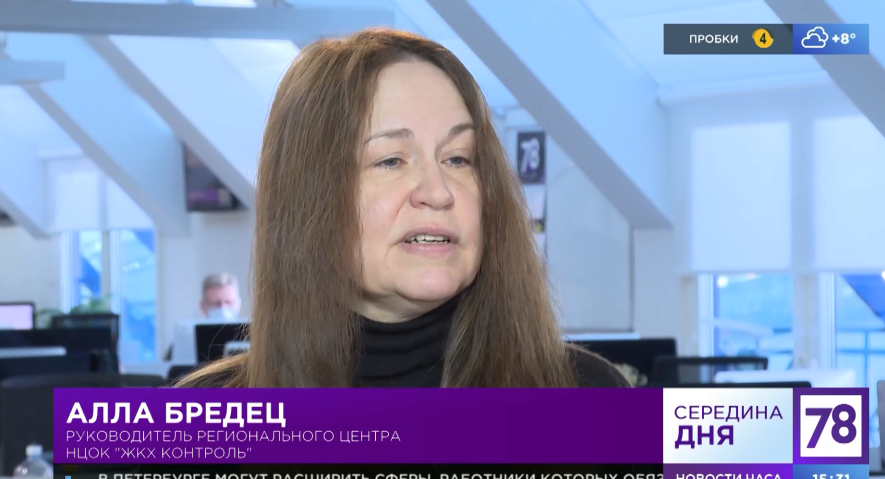 ПРОБКИ 4 +8°
78
АЛЛА БРЕДЕЦ
РУКОВОДИТЕЛЬ РЕГИОНАЛЬНОГО ЦЕНТРА
НЦОК "ЖКХ КОНТРОЛЬ"
СЕРЕДИНА
ДНЯ
78
В ПЕТЕРБУРГЕ МОГУТ РАСШИРИТЬ СФЕРЫ, РАБОТНИКИ КОТОРЫХ ОБЯЗ
НОВОСТИ ЧАСА
15:31